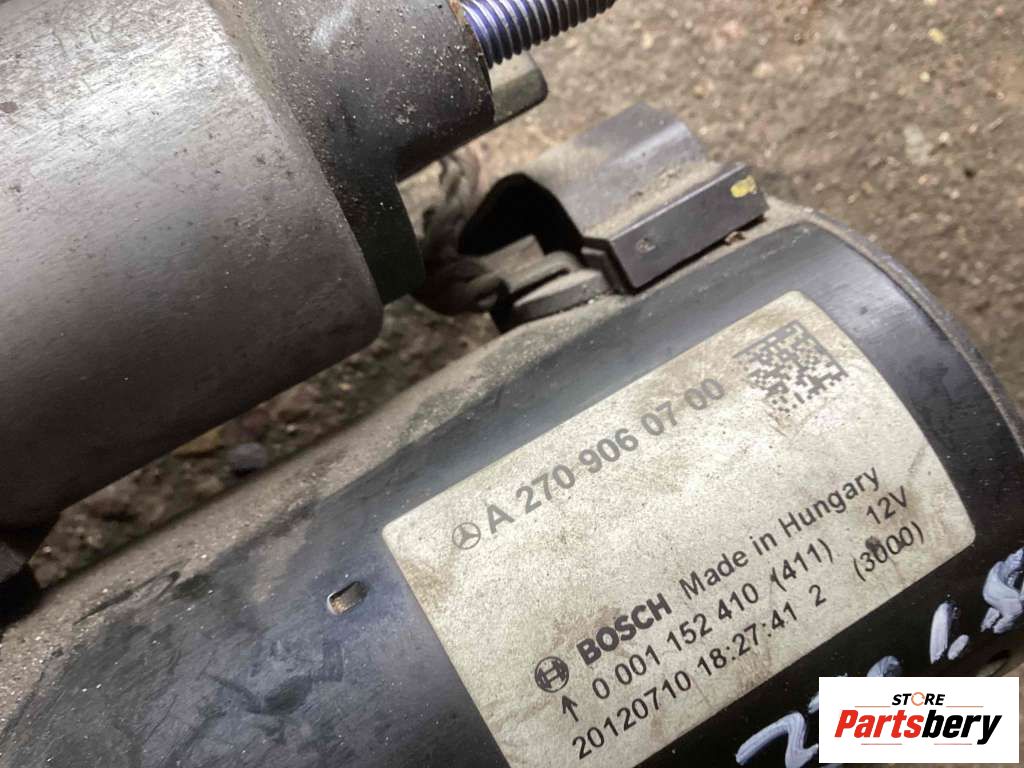 A 270 906 07 00
BOSCH Made in Hungary
↑ 0 001 152 410 (411) 12V
20120710 18:27:41 2 (3000)
STORE
Partsbery